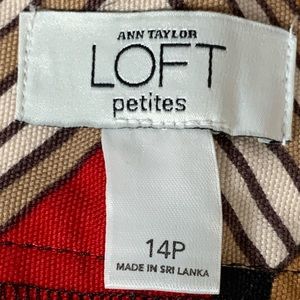 ANN TAYLOR
LOFT
petites
14P
MADE IN SRI LANKA